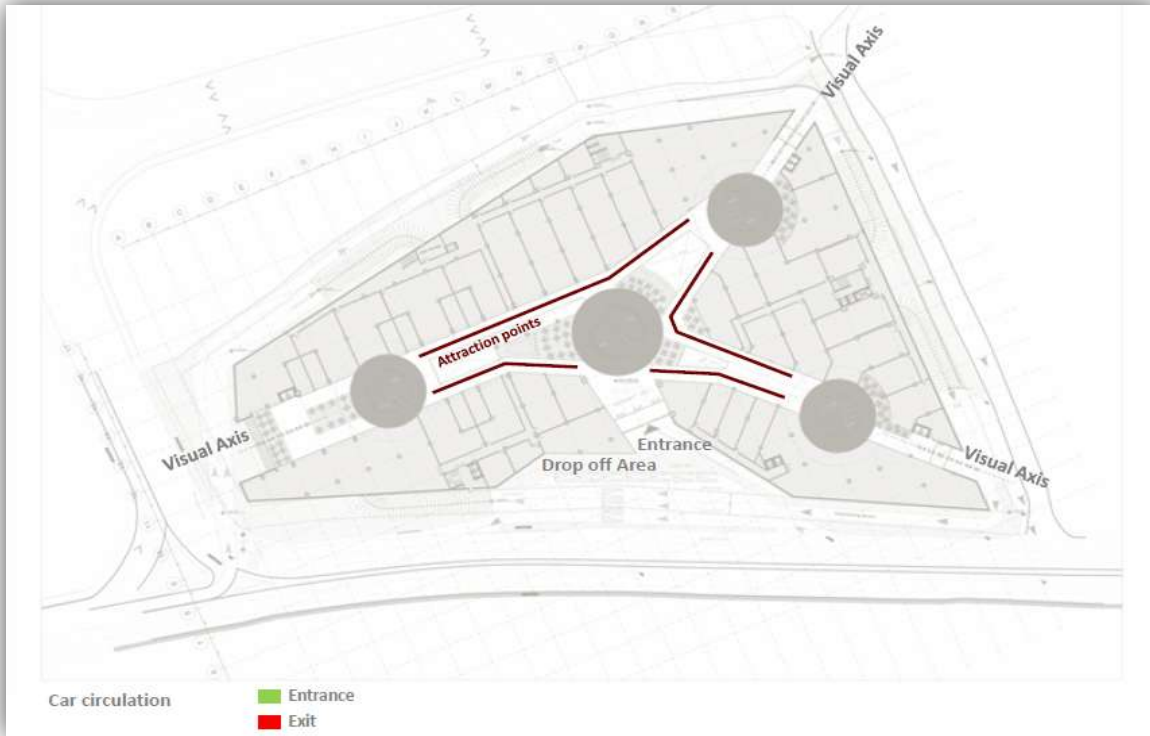 Visual Axis
Attraction points
Visual Axis
Entrance
Drop off Area
Visual Axis
Car circulation
Entrance
Exit